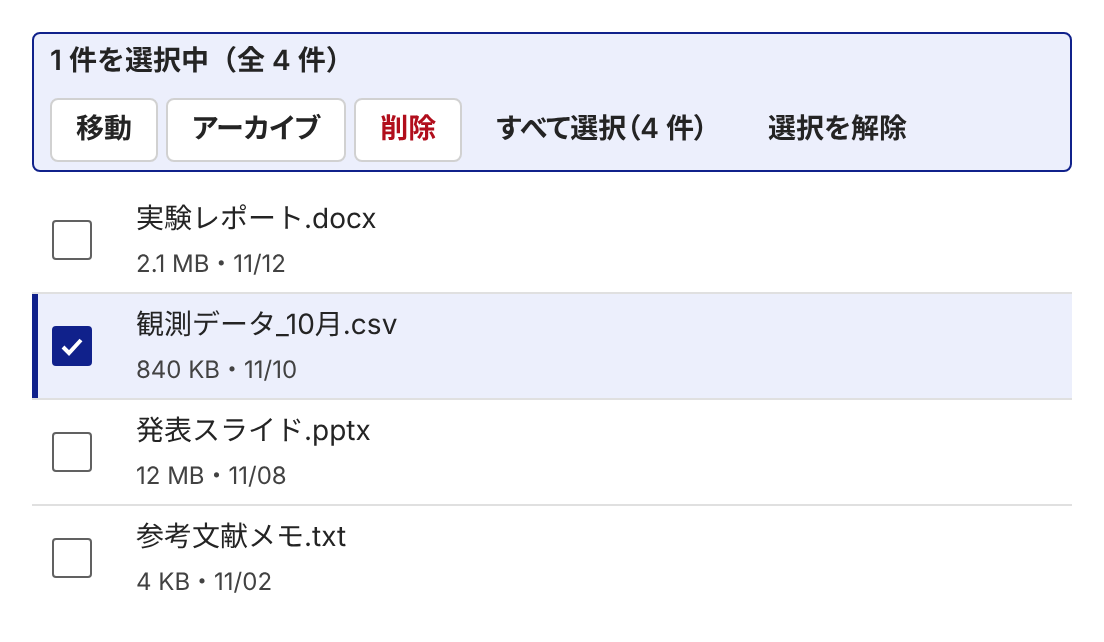 1 件を選択中（全 4 件）
移動 アーカイブ 削除 すべて選択（4 件） 選択を解除
実験レポート.docx
2.1 MB・11/12
観測データ_10月.csv
840 KB・11/10
発表スライド.pptx
12 MB・11/08
参考文献メモ.txt
4 KB・11/02